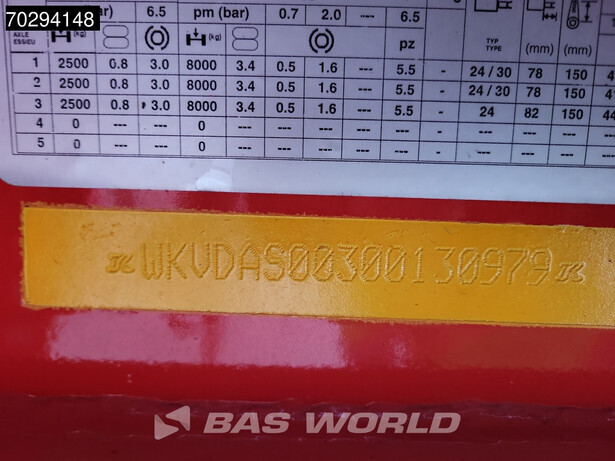 70294148
bar) 6.5 pm (bar) 0.7 2.0 ---- 6.5
AXLE
ESSIEU (kg) (kg) pz TYP
TYPE (mm) (mm)
1 2500 0.8 3.0 8000 3.4 0.5 1.6 --- 5.5 - 24 / 30 78 150
2 2500 0.8 3.0 8000 3.4 0.5 1.6 --- 5.5 - 24 / 30 78 150
3 2500 0.8 3.0 8000 3.4 0.5 1.6 --- 5.5 - 24 82 150 44
4 0 --- --- 0 --- --- --- --- --- - --- --- ---
5 0 --- --- 0 --- --- --- --- --- - --- --- ---
WKVDAS00300130979
BAS WORLD